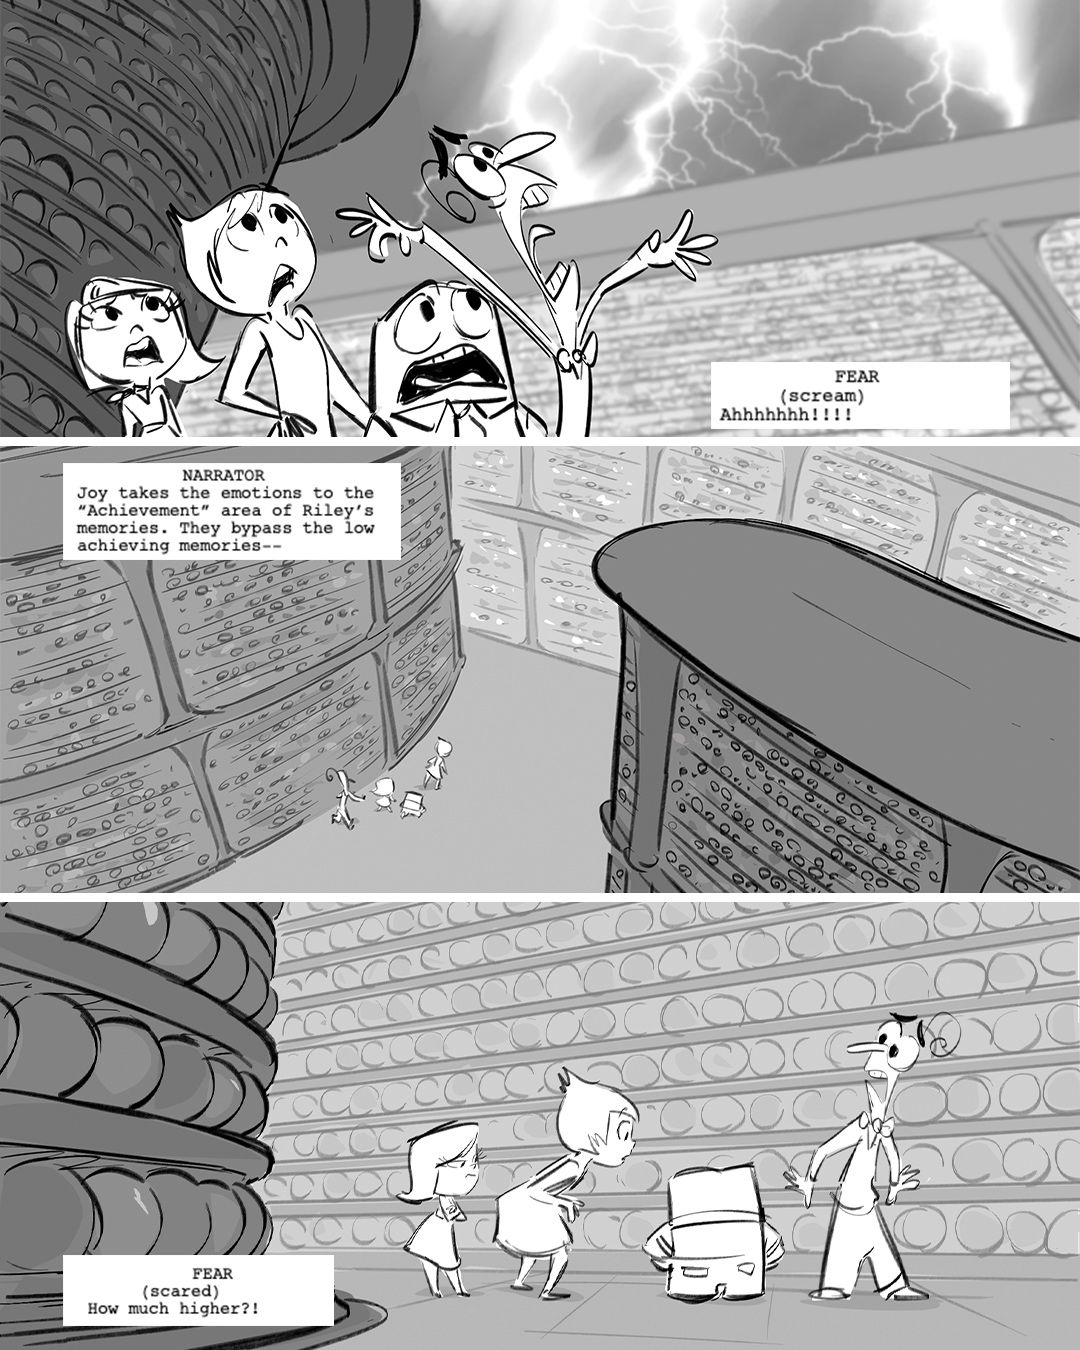 FEAR
(scream)
Ahhhhhhh!!!!
NARRATOR
Joy takes the emotions to the
“Achievement” area of Riley’s
memories. They bypass the low
achieving memories--
FEAR
(scared)
How much higher?!